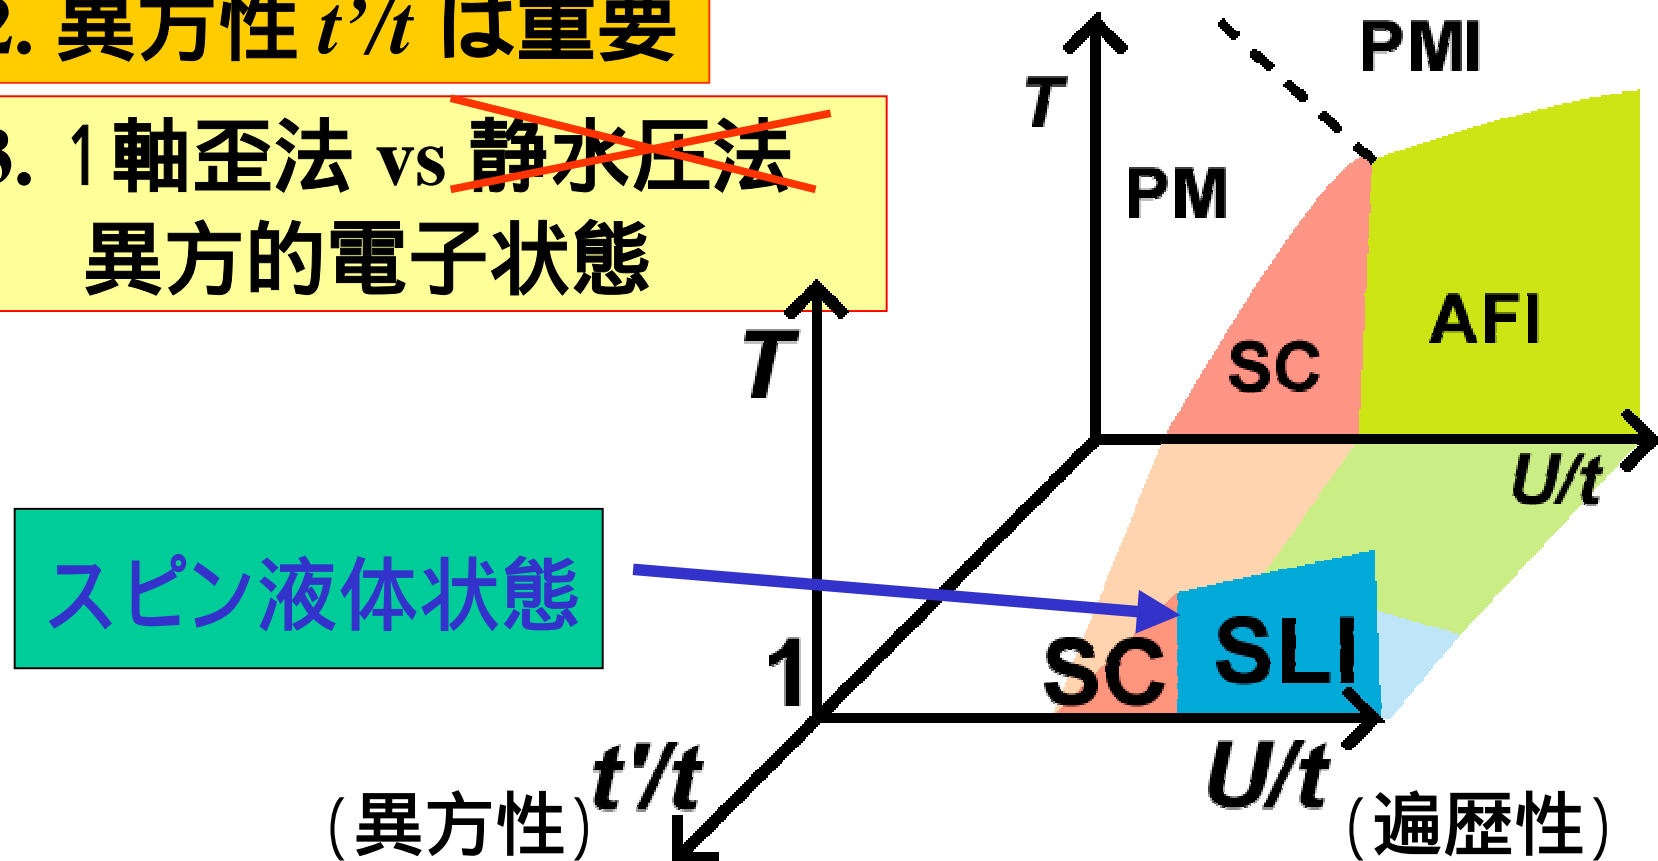 2. 異方性 t’/t は重要
3. 1軸歪法 vs 静水圧法
異方的電子状態
T
PMI
PM
AFI
SC
U/t
T
スピン液体状態
1
SC
SLI
t'/t
U/t
(異方性)
(遍歴性)